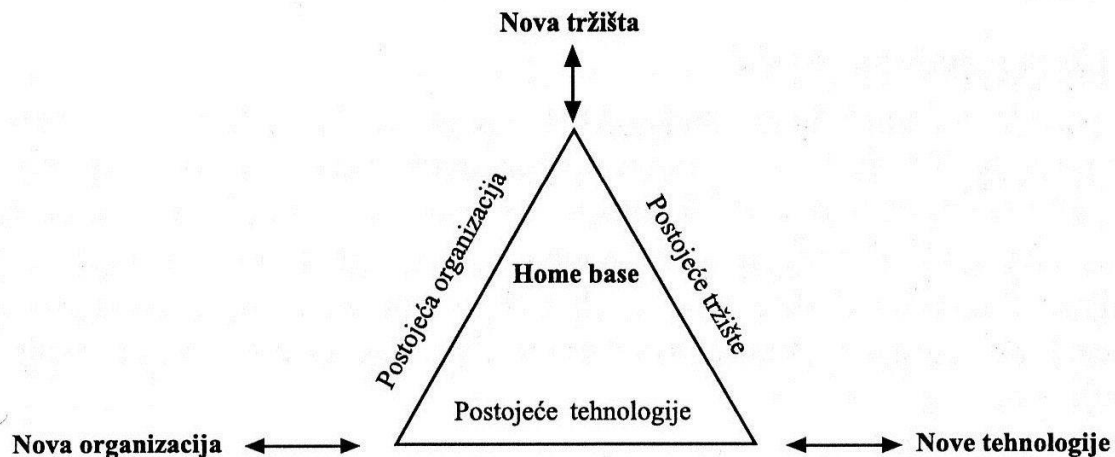 Nova tržišta
Postojeća organizacija
Postojeće tržište
Home base
Postojeće tehnologije
Nova organizacija
Nove tehnologije